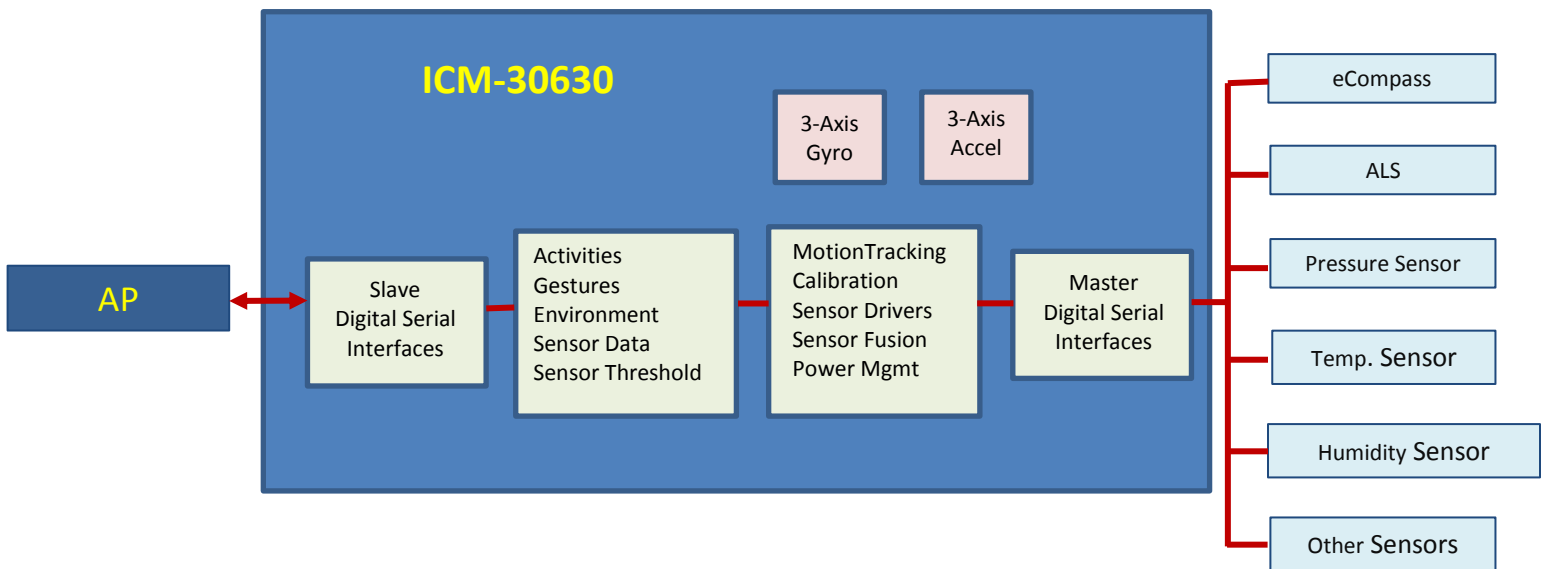 ICM-30630
3-Axis
Gyro
3-Axis
Accel
AP
Slave
Digital Serial
Interfaces
Activities
Gestures
Environment
Sensor Data
Sensor Threshold
MotionTracking
Calibration
Sensor Drivers
Sensor Fusion
Power Mgmt
Master
Digital Serial
Interfaces
eCompass
ALS
Pressure Sensor
Temp. Sensor
Humidity Sensor
Other Sensors